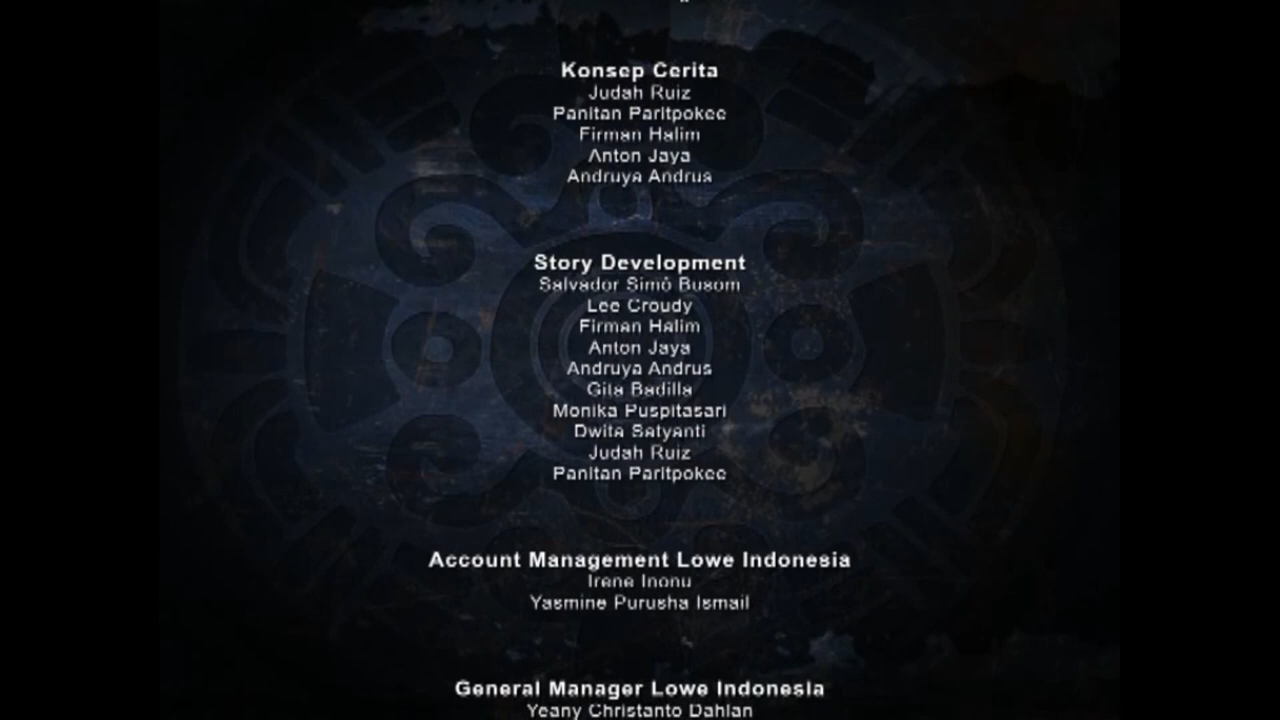 Konsep Cerita
Judah Ruiz
Panitan Paritpokee
Firman Halim
Anton Jaya
Andruya Andrus
Story Development
Salvador Simó Busom
Lee Croudy
Firman Halim
Anton Jaya
Andruya Andrus
Gita Badilla
Monika Puspitasari
Dwita Satyanti
Judah Ruiz
Panitan Paritpokee
Account Management Lowe Indonesia
Irene Inonu
Yasmine Purusha Ismail
General Manager Lowe Indonesia
Yeany Christanto Dahlan